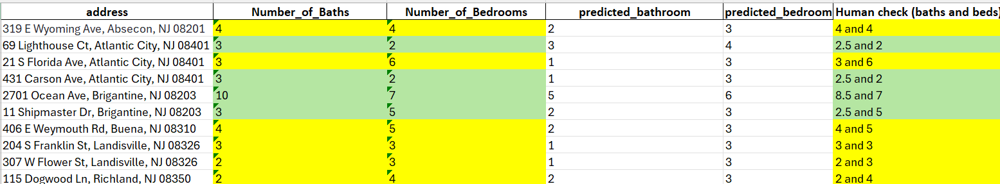 address Number_of_Baths Number_of_Bedrooms predicted_bathroom predicted_bedroom Human check (baths and beds)
319 E Wyoming Ave, Absecon, NJ 08201 4 4 2 3 4 and 4
69 Lighthouse Ct, Atlantic City, NJ 08401 3 2 3 4 2.5 and 2
21 S Florida Ave, Atlantic City, NJ 08401 3 6 1 3 3 and 6
431 Carson Ave, Atlantic City, NJ 08401 3 2 1 3 2.5 and 2
2701 Ocean Ave, Brigantine, NJ 08203 10 7 5 6 8.5 and 7
11 Shipmaster Dr, Brigantine, NJ 08203 3 5 2 3 2.5 and 5
406 E Weymouth Rd, Buena, NJ 08310 4 5 2 3 4 and 5
204 S Franklin St, Landisville, NJ 08326 3 3 1 3 3 and 3
307 W Flower St, Landisville, NJ 08326 2 3 1 3 2 and 3
115 Dogwood Ln, Richland, NJ 08350 2 4 2 3 2 and 4